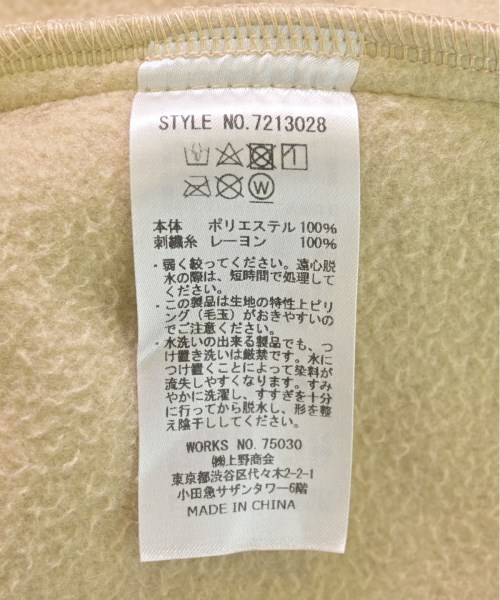 STYLE NO.7213028
W
本体 ポリエステル 100%
刺繍糸 レーヨン 100%
・弱く絞ってください。遠心脱
水の際は、短時間で処理して
ください。
・この製品は生地の特性上ピリ
ング（毛玉）がおきやすいの
でご注意ください。
・水洗いの出来る製品でも、つ
け置き洗いは厳禁です。水に
つけ置くことによって染料が
流失しやすくなります。すみ
やかに洗濯し、すすぎを十分
に行ってから脱水し、形を整
え陰干ししてください。
WORKS NO. 75030
㈱上野商会
東京都渋谷区代々木2-2-1
小田急サザンタワー6階
MADE IN CHINA